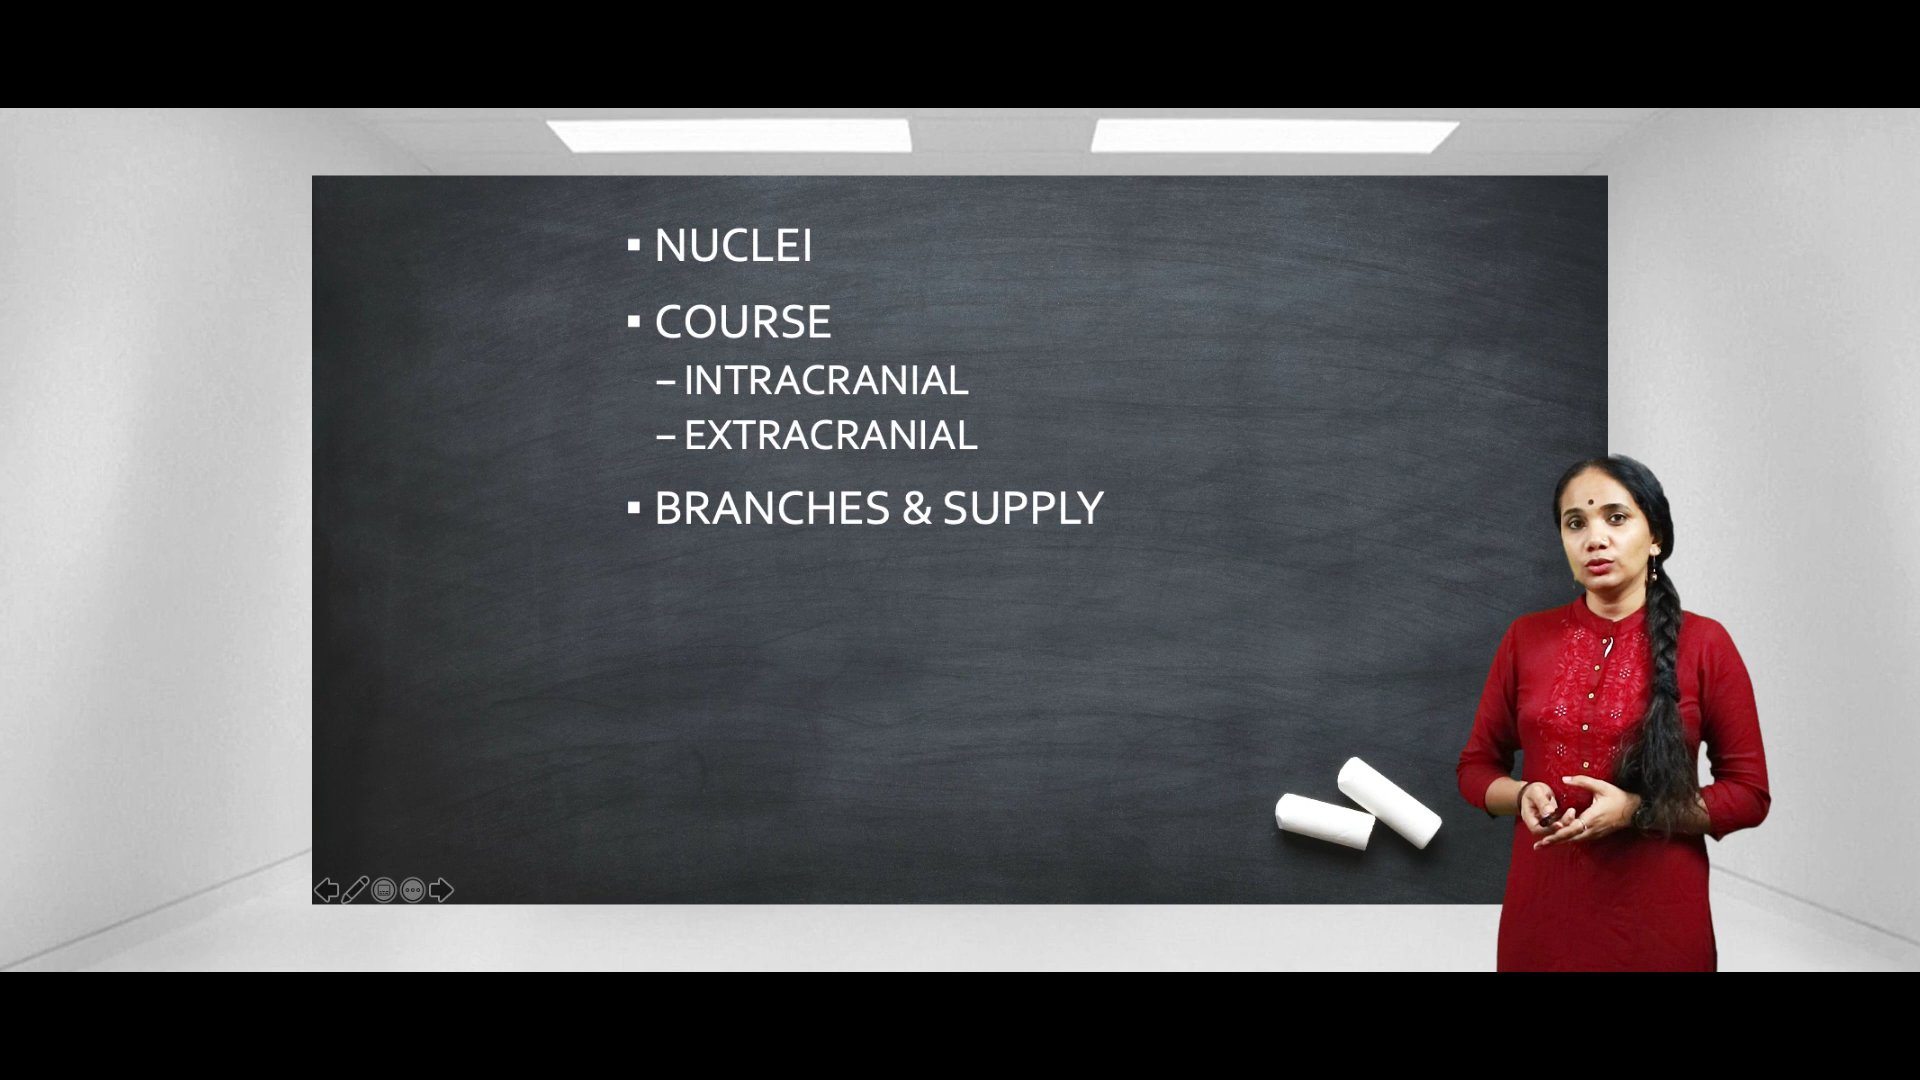 ▪ NUCLEI
▪ COURSE
– INTRACRANIAL
– EXTRACRANIAL
▪ BRANCHES & SUPPLY